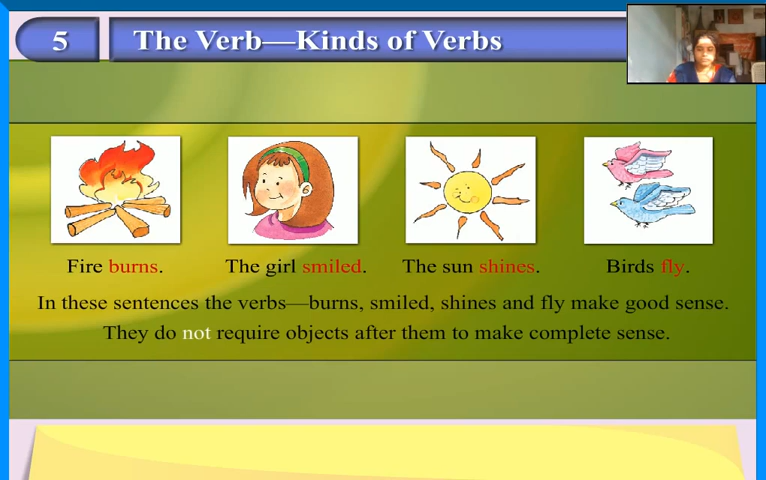 5
The Verb—Kinds of Verbs
Fire burns.
The girl smiled.
The sun shines.
Birds fly.
In these sentences the verbs—burns, smiled, shines and fly make good sense.
They do not require objects after them to make complete sense.